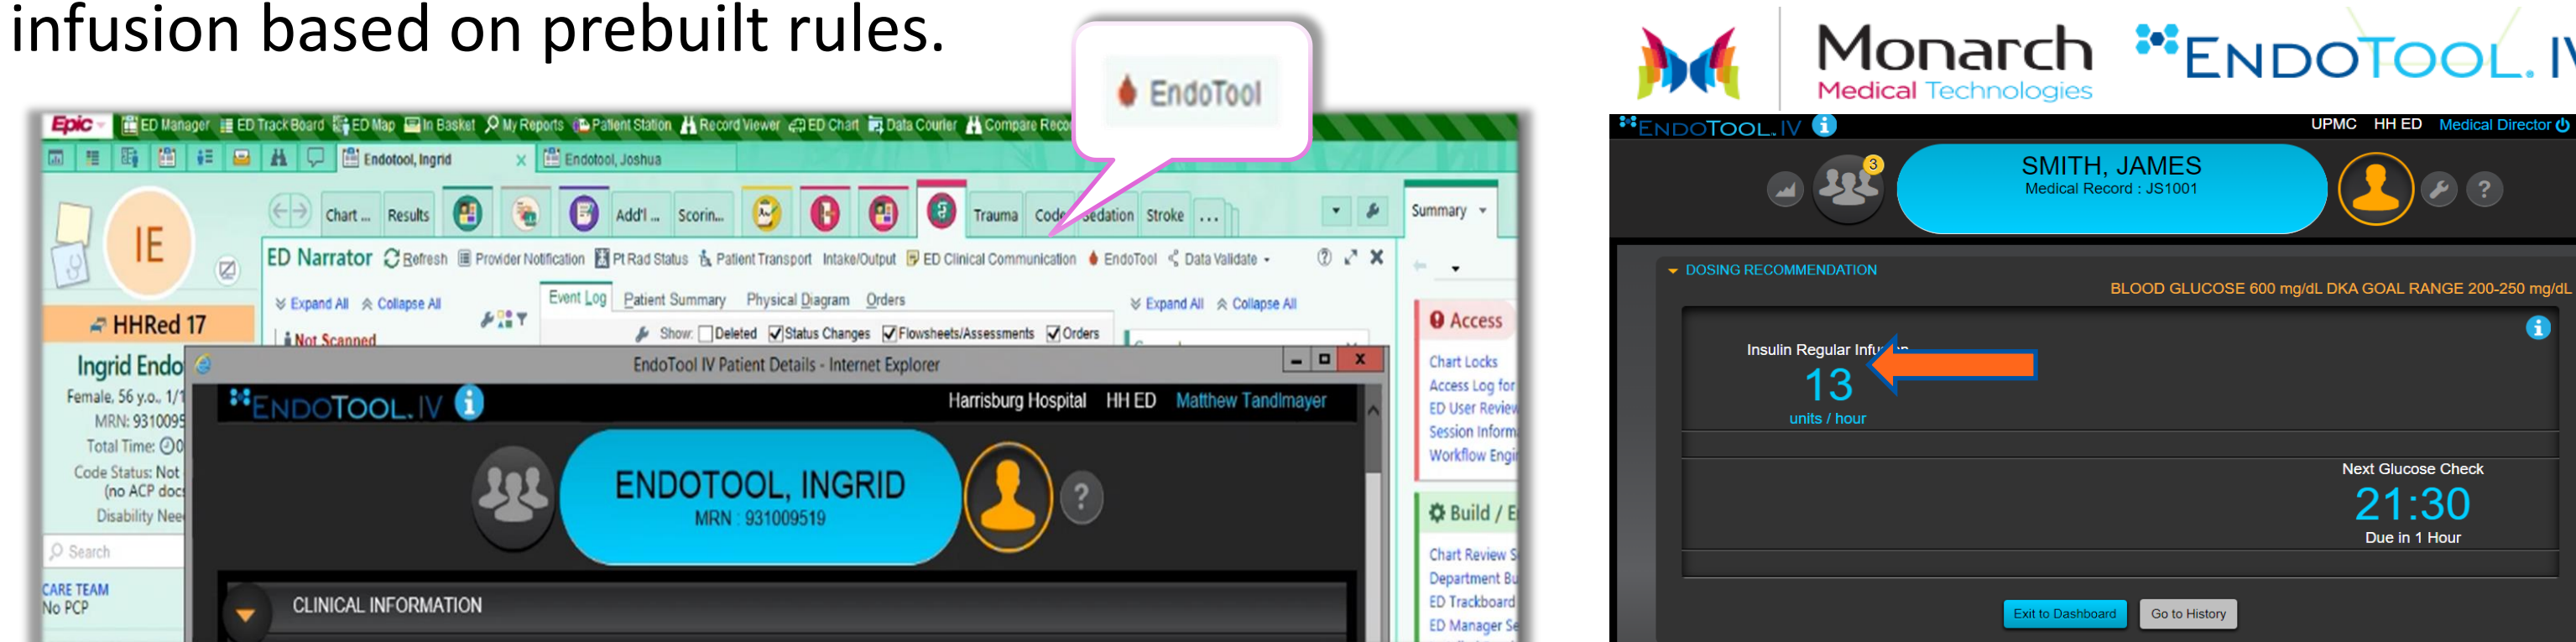 infusion based on prebuilt rules.
EndoTool
Epic ED Manager ED Track Board ED Map In Basket My Reports Patient Station Record Viewer ED Chart Data Courier Compare
Endotool, Ingrid x Endotool, Joshua
IE
Chart ... Results Add'l ... Scorin... Trauma Code Sedation Stroke ...
ED Narrator Refresh Provider Notification Pt Rad Status Patient Transport Intake/Output ED Clinical Communication EndoTool Data Validate
Expand All Collapse All Event Log Patient Summary Physical Diagram Orders Expand All Collapse All
Show: Deleted Status Changes Flowsheets/Assessments Orders
Not Scanned
HHRed 17
Ingrid Endo
Female, 56 y.o., 1/1
MRN: 9310095
Total Time: 0
Code Status: Not
(no ACP doc
Disability Nee
Search
CARE TEAM
No PCP
EndoTool IV Patient Details - Internet Explorer
ENDOTOOL. IV i Harrisburg Hospital HH ED Matthew Tandlmayer
ENDOTOOL, INGRID
MRN : 931009519
?
CLINICAL INFORMATION
Summary
Access
Chart Locks
Access Log for
ED User Review
Session Inform
Workflow Engi
Build / E
Chart Review S
Department Bu
ED Trackboard
ED Manager Se
Monarch
Medical Technologies
ENDOTOOL. IV
ENDOTOOL. IV i UPMC HH ED Medical Director
3
SMITH, JAMES
Medical Record : JS1001
?
DOSING RECOMMENDATION
BLOOD GLUCOSE 600 mg/dL DKA GOAL RANGE 200-250 mg/dL
i
Insulin Regular Infusion
13
units / hour
Next Glucose Check
21:30
Due in 1 Hour
Exit to Dashboard Go to History